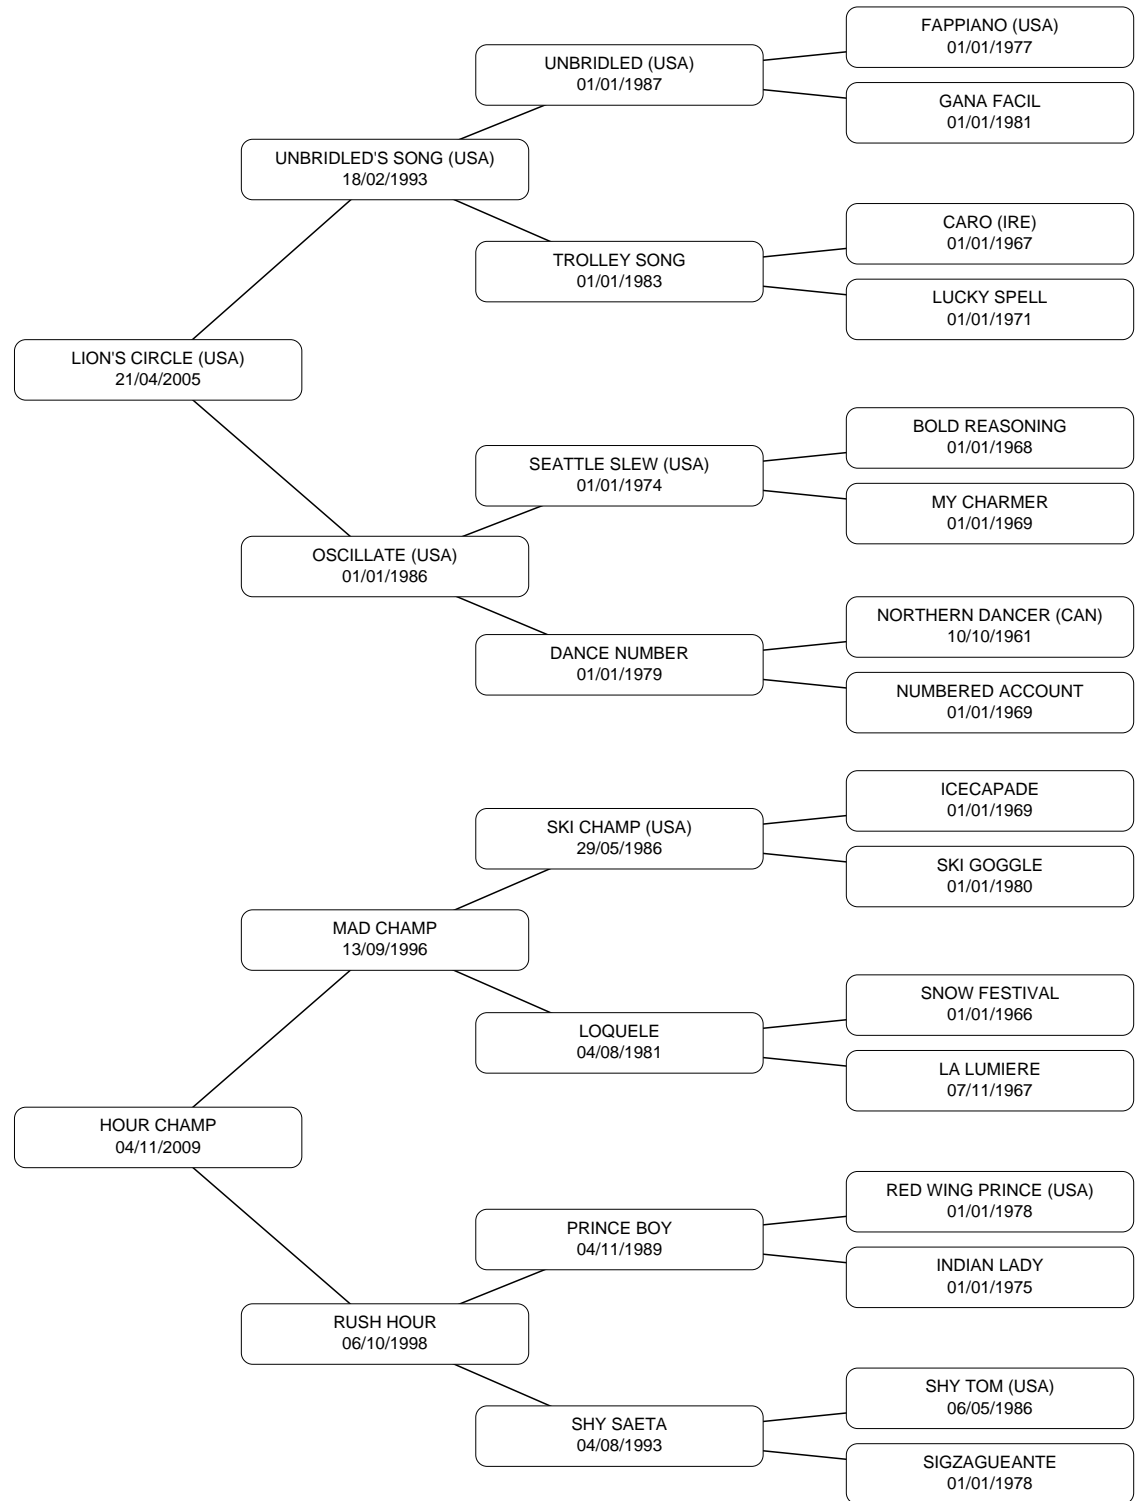 FAPPIANO (USA)
01/01/1977
UNBRIDLED (USA)
01/01/1987
GANA FACIL
01/01/1981
UNBRIDLED'S SONG (USA)
18/02/1993
CARO (IRE)
01/01/1967
TROLLEY SONG
01/01/1983
LUCKY SPELL
01/01/1971
LION'S CIRCLE (USA)
21/04/2005
BOLD REASONING
01/01/1968
SEATTLE SLEW (USA)
01/01/1974
MY CHARMER
01/01/1969
OSCILLATE (USA)
01/01/1986
NORTHERN DANCER (CAN)
10/10/1961
DANCE NUMBER
01/01/1979
NUMBERED ACCOUNT
01/01/1969
ICECAPADE
01/01/1969
SKI CHAMP (USA)
29/05/1986
SKI GOGGLE
01/01/1980
MAD CHAMP
13/09/1996
SNOW FESTIVAL
01/01/1966
LOQUELE
04/08/1981
LA LUMIERE
07/11/1967
HOUR CHAMP
04/11/2009
RED WING PRINCE (USA)
01/01/1978
PRINCE BOY
04/11/1989
INDIAN LADY
01/01/1975
RUSH HOUR
06/10/1998
SHY TOM (USA)
06/05/1986
SHY SAETA
04/08/1993
SIGZAGUEANTE
01/01/1978